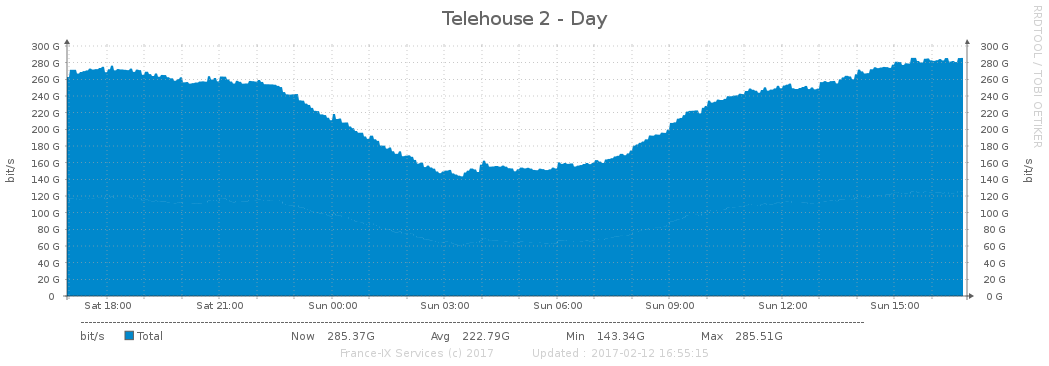 Telehouse 2 - Day
RRDTOOL / TOBI OETIKER
bit/s
300 G 300 G
280 G 280 G
260 G 260 G
240 G 240 G
220 G 220 G
200 G 200 G
180 G 180 G
160 G 160 G
140 G 140 G
120 G 120 G
100 G 100 G
80 G 80 G
60 G 60 G
40 G 40 G
20 G 20 G
0 0 G
bit/s
Sat 18:00 Sat 21:00 Sun 00:00 Sun 03:00 Sun 06:00 Sun 09:00 Sun 12:00 Sun 15:00
bit/s Total Now 285.37G Avg 222.79G Min 143.34G Max 285.51G
France-IX Services (c) 2017 Updated : 2017-02-12 16:55:15